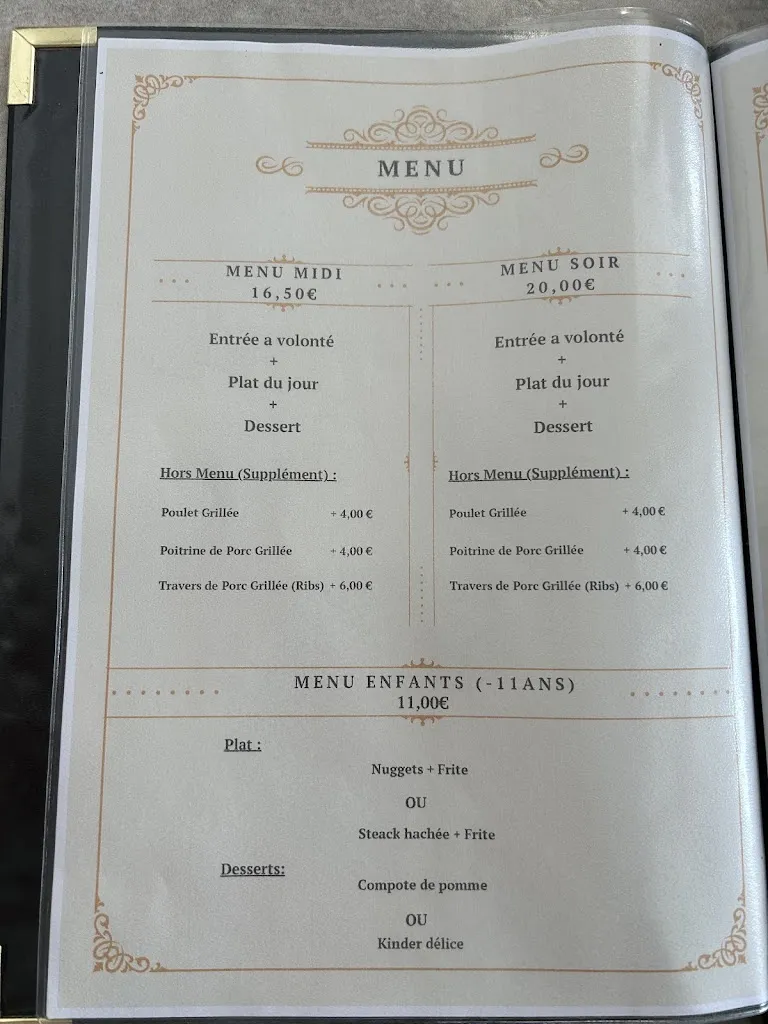 MENU
MENU MIDI
16,50€
Entrée a volonté
+
Plat du jour
+
Dessert
Hors Menu (Supplément) :
Poulet Grillée + 4,00 €
Poitrine de Porc Grillée + 4,00 €
Travers de Porc Grillée (Ribs) + 6,00 €
MENU SOIR
20,00€
Entrée a volonté
+
Plat du jour
+
Dessert
Hors Menu (Supplément) :
Poulet Grillée + 4,00 €
Poitrine de Porc Grillée + 4,00 €
Travers de Porc Grillée (Ribs) + 6,00 €
MENU ENFANTS (-11ANS)
11,00€
Plat :
Nuggets + Frite
OU
Steack hachée + Frite
Desserts:
Compote de pomme
OU
Kinder délice